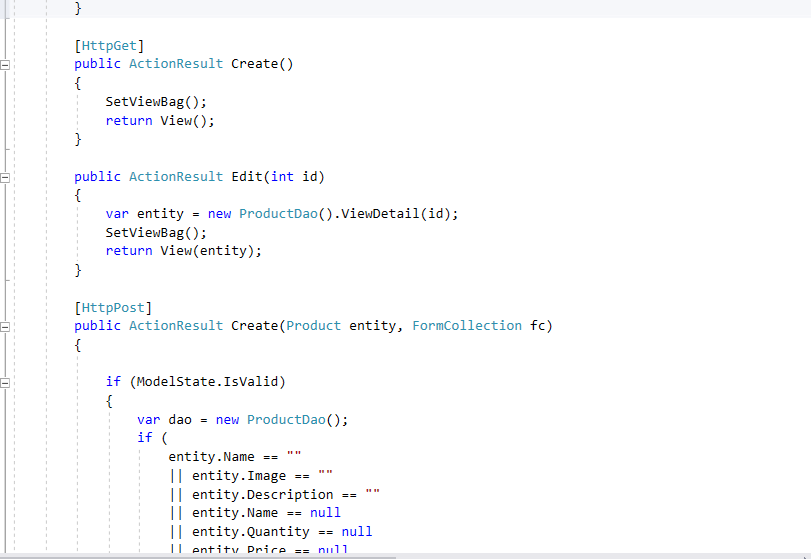 }
[HttpGet]
public ActionResult Create()
{
SetViewBag();
return View();
}
public ActionResult Edit(int id)
{
var entity = new ProductDao().ViewDetail(id);
SetViewBag();
return View(entity);
}
[HttpPost]
public ActionResult Create(Product entity, FormCollection fc)
{
if (ModelState.IsValid)
{
var dao = new ProductDao();
if (
entity.Name == ""
|| entity.Image == ""
|| entity.Description == ""
|| entity.Name == null
|| entity.Quantity == null
|| entity.Price == null